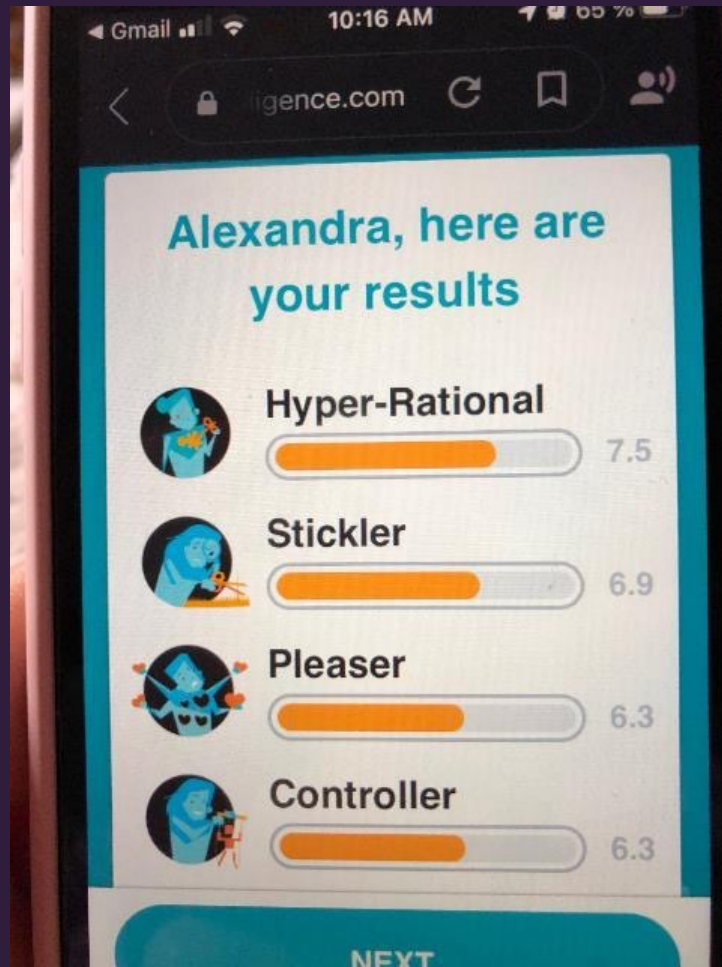 Gmail
10:16 AM
65 %
igence.com
Alexandra, here are
your results
Hyper-Rational
7.5
Stickler
6.9
Pleaser
6.3
Controller
6.3
NEXT